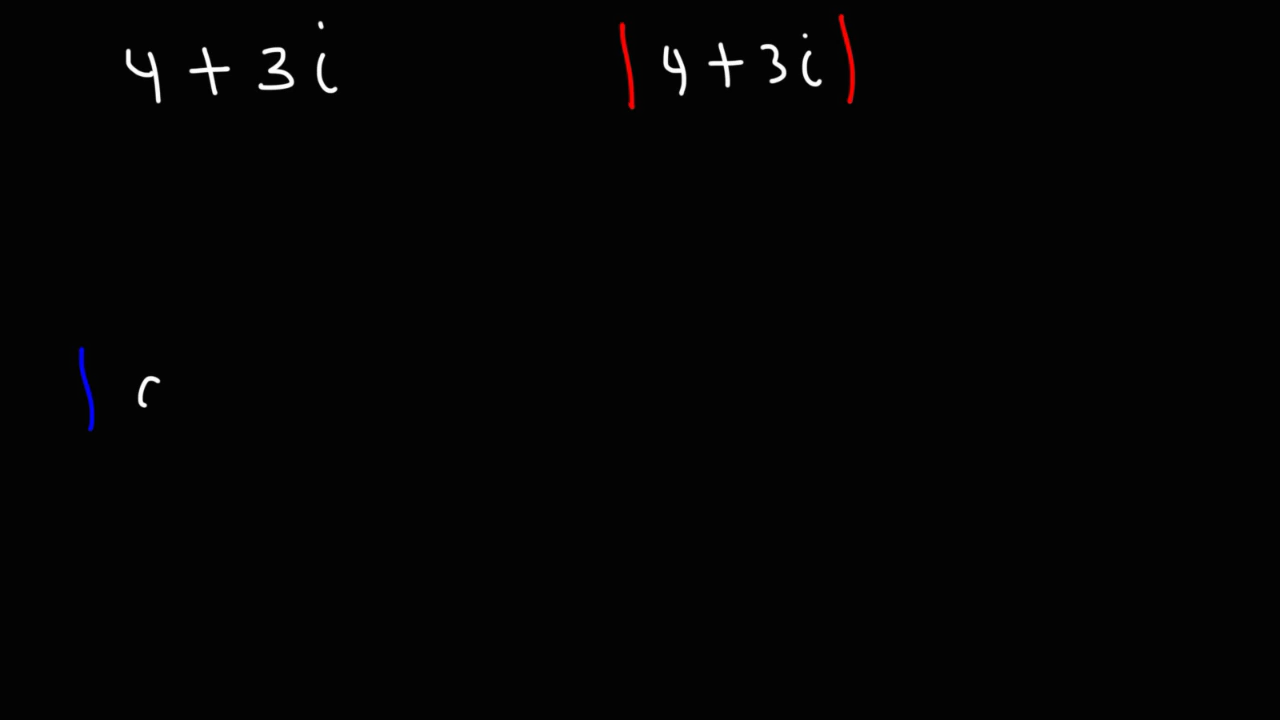 4 + 3i |4 + 3i|
|